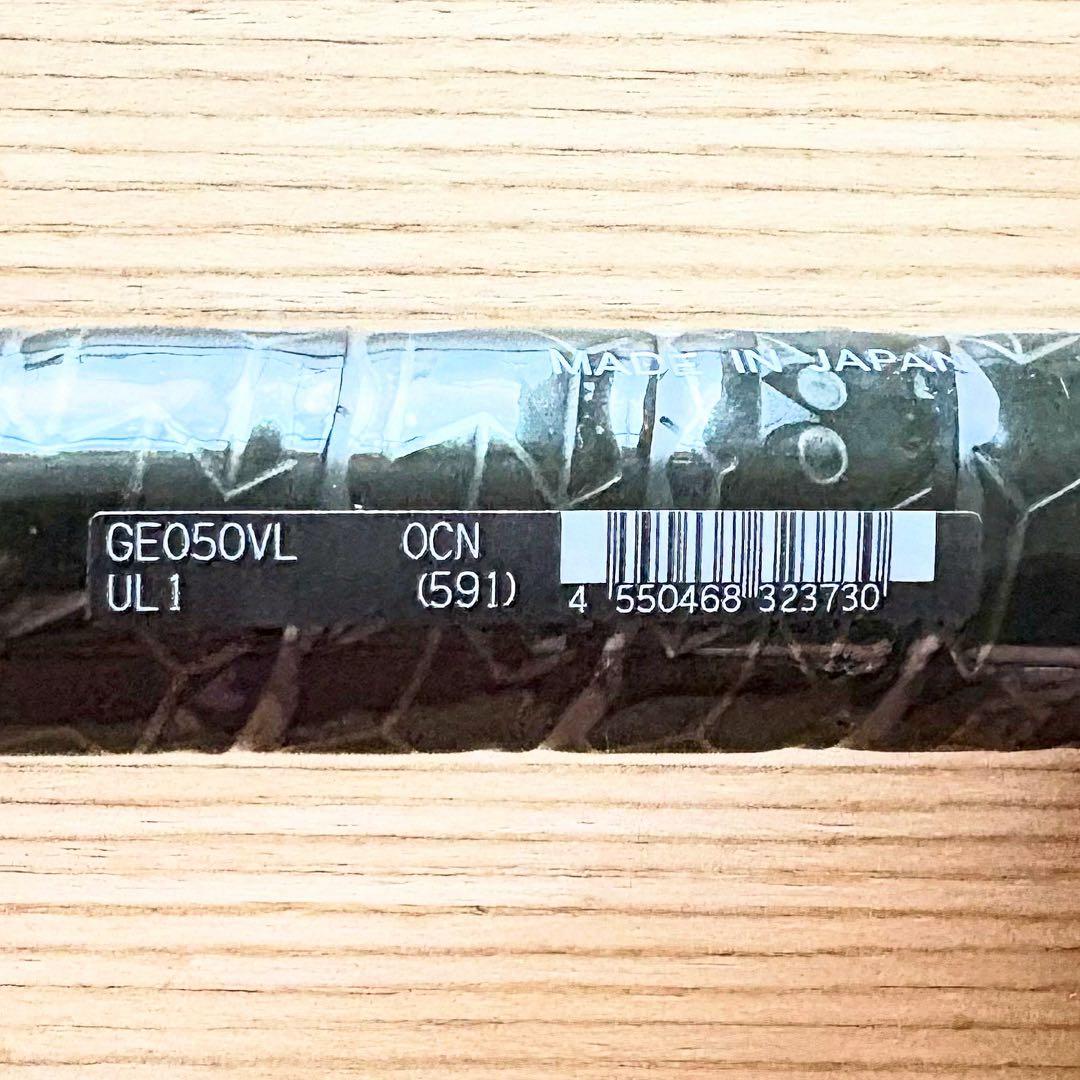 MADE IN JAPAN
GE050VL OCN
UL1 (591)
4 550468 323730